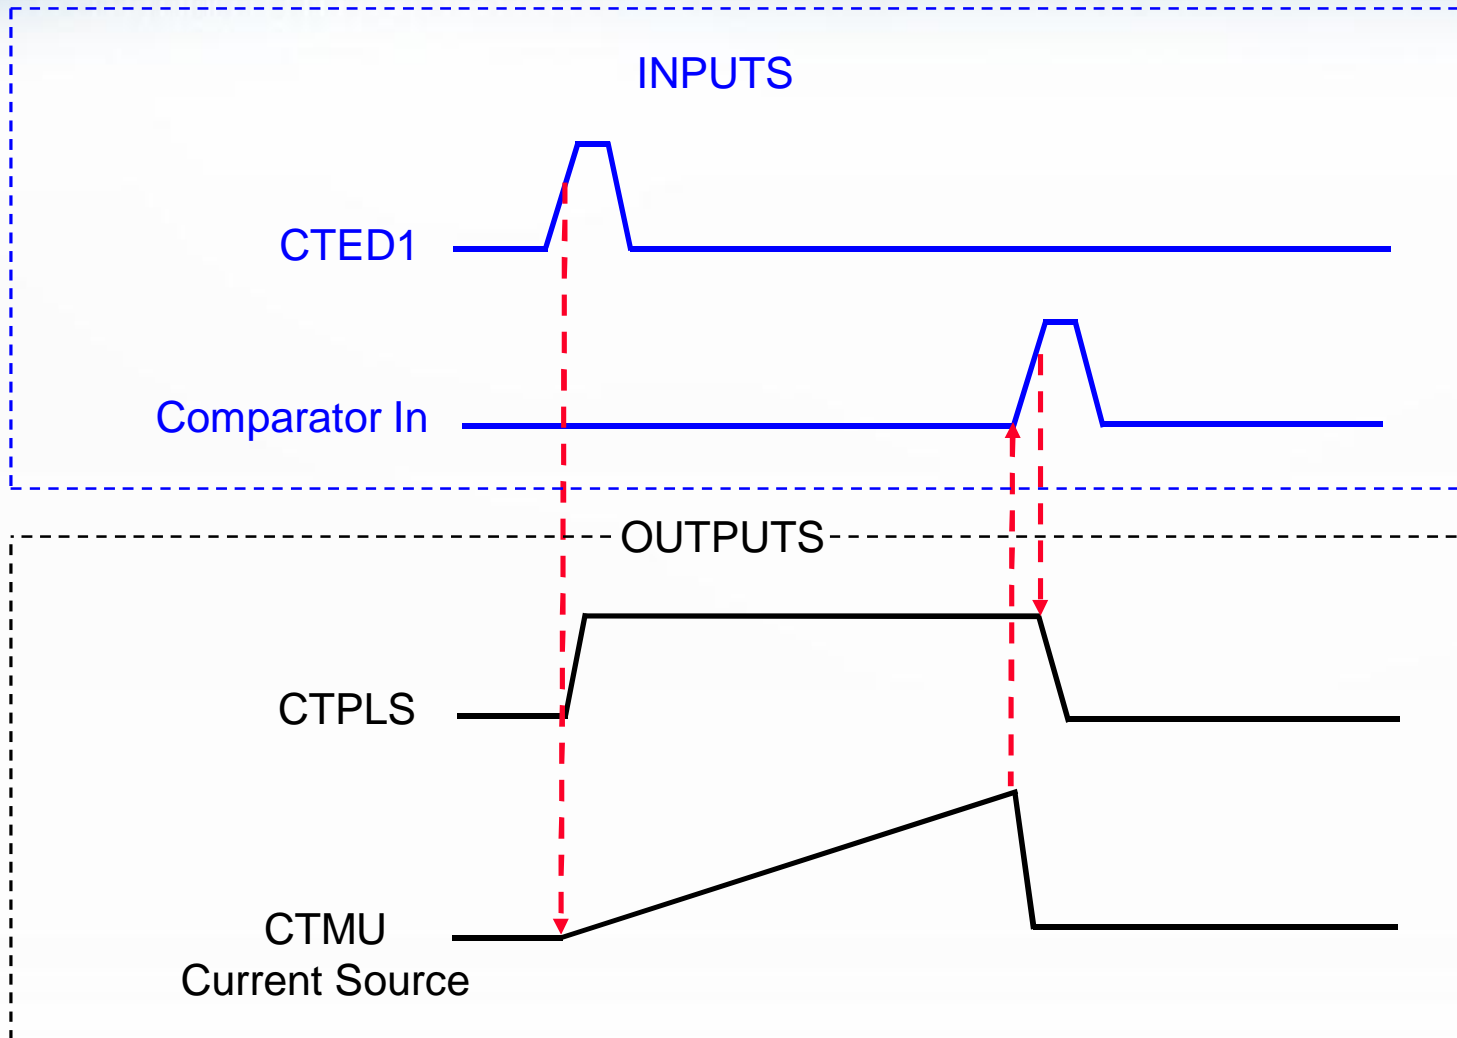 INPUTS
CTED1
Comparator In
OUTPUTS
CTPLS
CTMU
Current Source